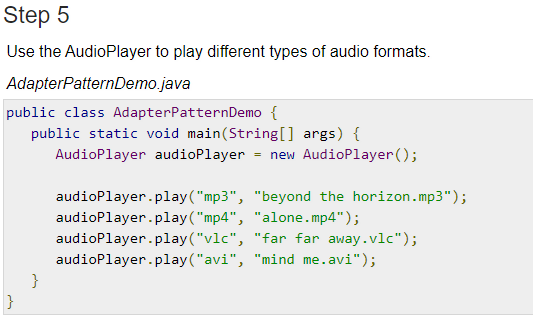 Step 5
Use the AudioPlayer to play different types of audio formats.
AdapterPatternDemo.java
public class AdapterPatternDemo {
   public static void main(String[] args) {
      AudioPlayer audioPlayer = new AudioPlayer();

      audioPlayer.play("mp3", "beyond the horizon.mp3");
      audioPlayer.play("mp4", "alone.mp4");
      audioPlayer.play("vlc", "far far away.vlc");
      audioPlayer.play("avi", "mind me.avi");
   }
}